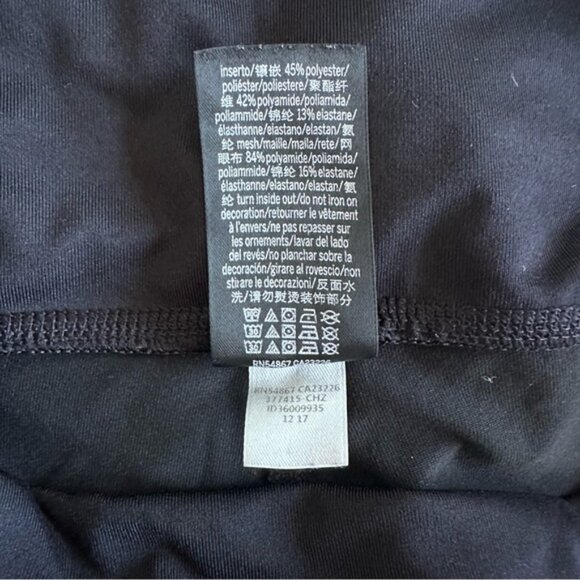 inserto/镶嵌 45% polyester/
poliéster/poliestere/聚酯纤
维 42% polyamide/poliamida/
poliammide/锦纶 13% elastane/
élasthanne/elastano/elastan/氨
纶 mesh/maille/malla/rete/网
眼布 84% polyamide/poliamida/
poliammide/锦纶 16% elastane/
élasthanne/elastano/elastan/氨
纶 turn inside out/do not iron on
decoration/retourner le vêtement
à l'envers/ne pas repasser sur
les ornements/lavar del lado
del revés/no planchar sobre la
decoración/girare al rovescio/non
stirare le decorazioni/反面水
洗/请勿熨烫装饰部分
RN54867 CA23226
RN54867 CA23226
377415-CHZ
ID36009935
12 17